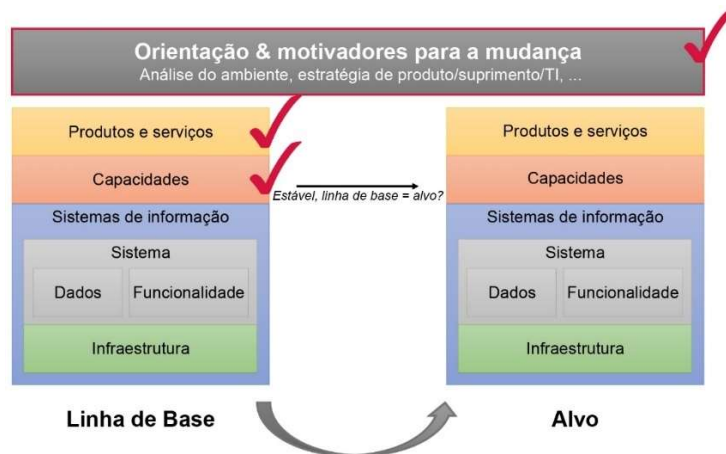 Orientação & motivadores para a mudança
Análise do ambiente, estratégia de produto/suprimento/TI, ...
Produtos e serviços
Capacidades
Sistemas de informação
Sistema
Dados
Funcionalidade
Infraestrutura
Linha de Base
Estável, linha de base = alvo?
Produtos e serviços
Capacidades
Sistemas de informação
Sistema
Dados
Funcionalidade
Infraestrutura
Alvo